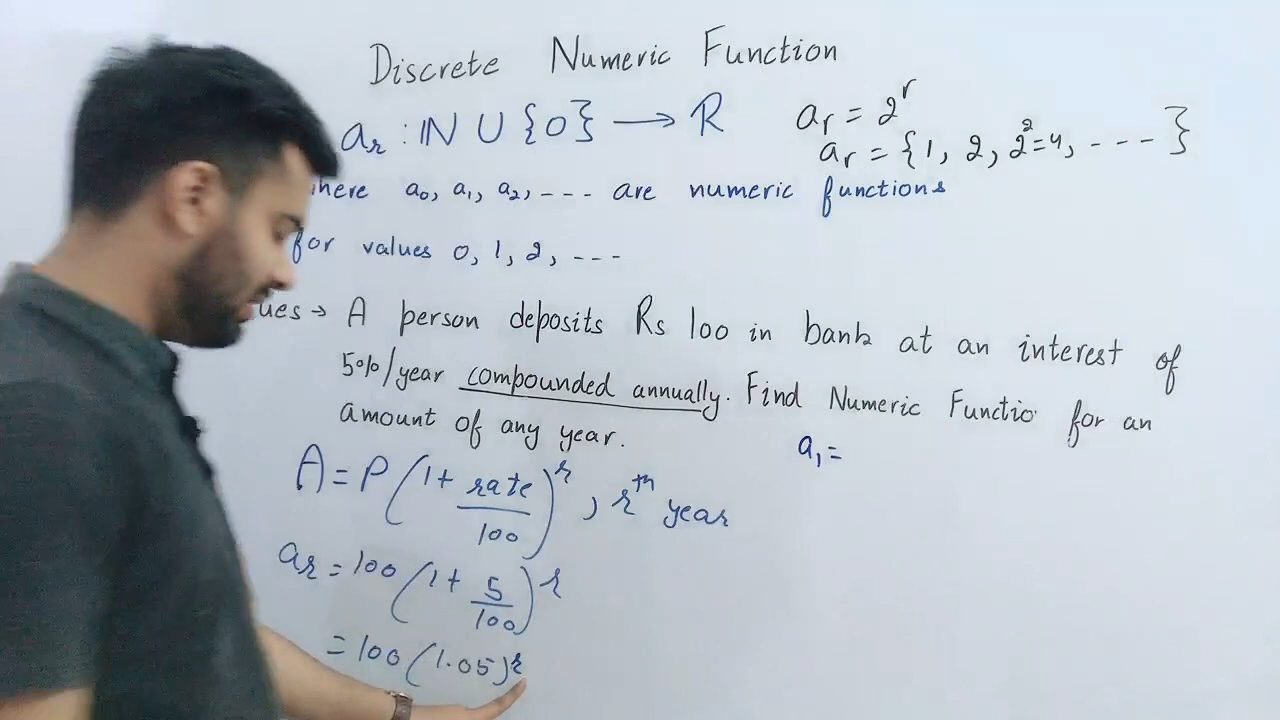 Discrete Numeric Function
aᵣ : ℕ ∪ {0} → R
aᵣ = 2ʳ
aᵣ = {1, 2, 2²=4, ---- }
here a₀, a₁, a₂, --- are numeric functions
for values 0, 1, 2, ---
ues → A person deposits Rs 100 in bank at an interest of
5%/year compounded annually. Find Numeric Functio for an
amount of any year.
a₁ =
A = P(1 + rate/100)ʳ, rᵗʰ year
aᵣ = 100(1 + 5/100)ʳ
= 100(1.05)ʳ